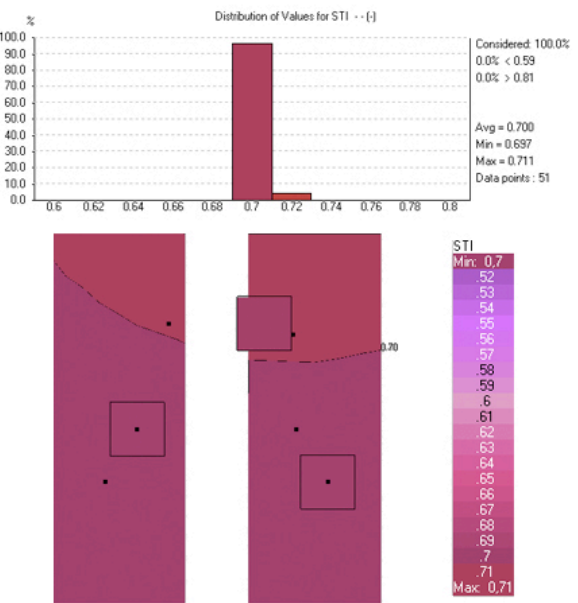 Distribution of Values for STI - - (-)
%
100.0
90.0
80.0
70.0
60.0
50.0
40.0
30.0
20.0
10.0
0.0
0.6 0.62 0.64 0.66 0.68 0.7 0.72 0.74 0.76 0.78 0.8
Considered: 100.0%
0.0% < 0.59
0.0% > 0.81
Avg = 0.700
Min = 0.697
Max = 0.711
Data points : 51
0.70
STI
Min: 0,7
.52
.53
.54
.55
.56
.57
.58
.59
.6
.61
.62
.63
.64
.65
.66
.67
.68
.69
.7
.71
Max: 0,71